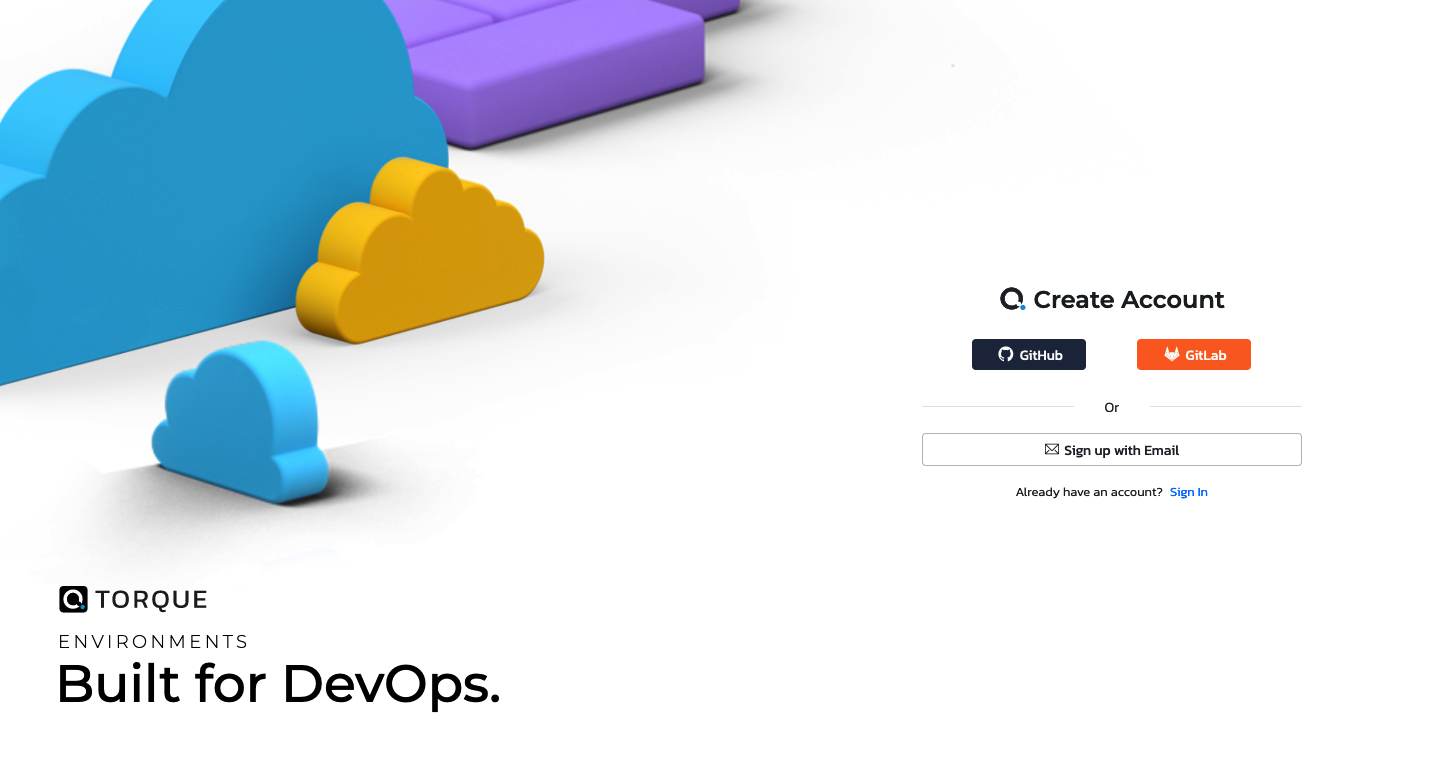 Create Account
GitHub
GitLab
Or
Sign up with Email
Already have an account? Sign In
TORQUE
ENVIRONMENTS
Built for DevOps.